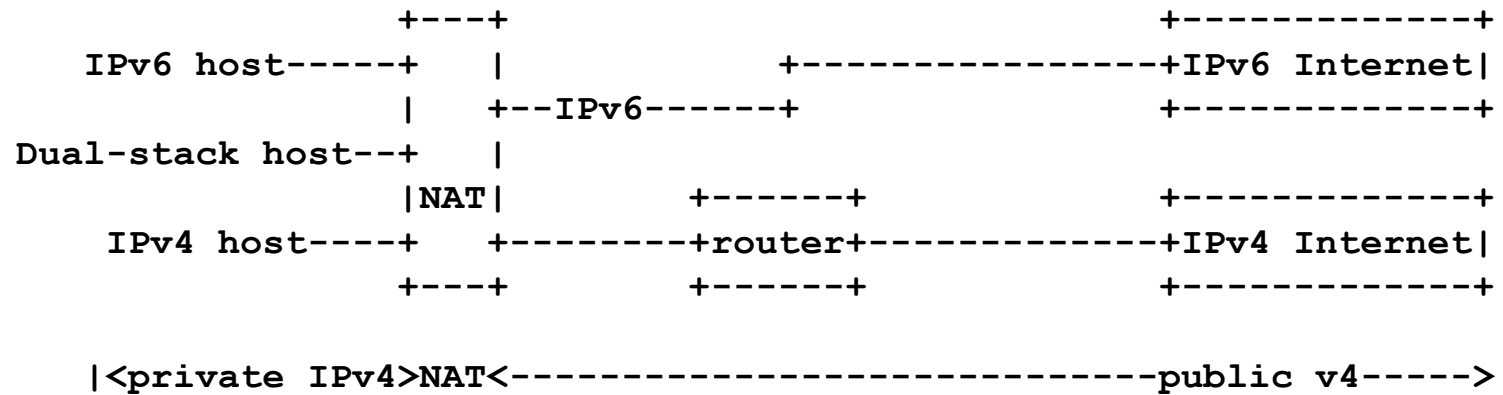 +---+                             +-------------+
   IPv6 host-----+   |            +----------------+IPv6 Internet|
                 |   +--IPv6------+                +-------------+
Dual-stack host--+   |
                 |NAT|        +------+             +-------------+
    IPv4 host----+   +--------+router+-------------+IPv4 Internet|
                 +---+        +------+             +-------------+

   |<private IPv4>NAT<----------------------------public v4----->